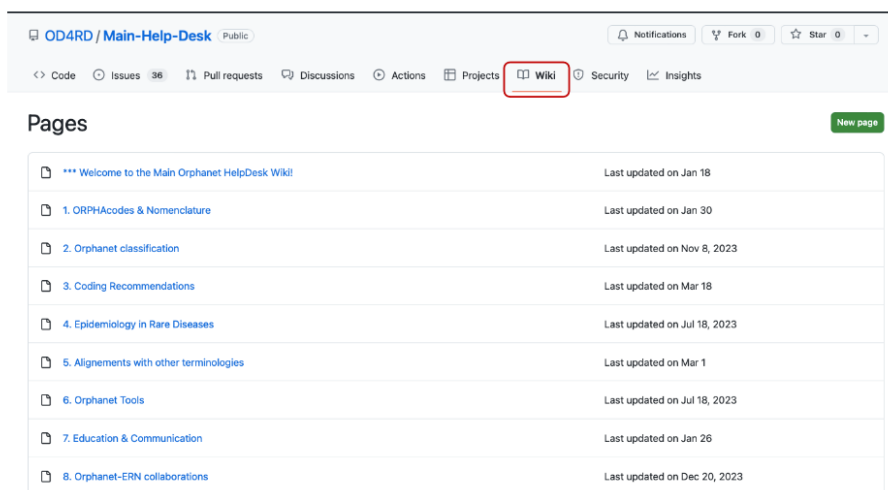 OD4RD / Main-Help-Desk Public
Notifications Fork 0 Star 0
Code Issues 36 Pull requests Discussions Actions Projects Wiki Security Insights
Pages
New page
*** Welcome to the Main Orphanet HelpDesk Wiki! Last updated on Jan 18
1. ORPHAcodes & Nomenclature Last updated on Jan 30
2. Orphanet classification Last updated on Nov 8, 2023
3. Coding Recommendations Last updated on Mar 18
4. Epidemiology in Rare Diseases Last updated on Jul 18, 2023
5. Alignements with other terminologies Last updated on Mar 1
6. Orphanet Tools Last updated on Jul 18, 2023
7. Education & Communication Last updated on Jan 26
8. Orphanet-ERN collaborations Last updated on Dec 20, 2023